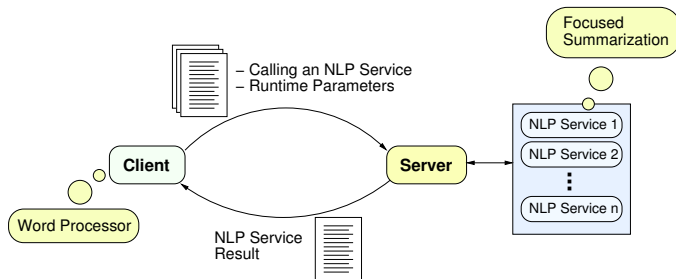 Focused
Summarization
– Calling an NLP Service
– Runtime Parameters
NLP Service 1
NLP Service 2
NLP Service n
Client
Server
Word Processor
NLP Service
Result